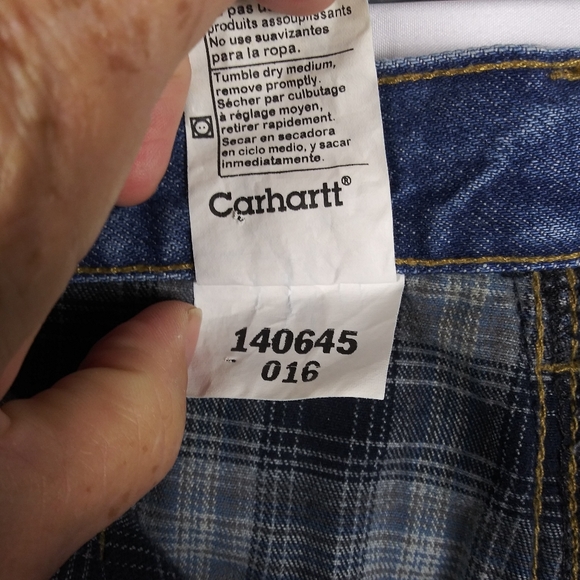 produits assouplissants
No use suavizantes
para la ropa.
Tumble dry medium,
remove promptly.
Sécher par culbutage
à réglage moyen,
retirer rapidement.
Secar en secadora
en ciclo medio, y sacar
inmediatamente.
Carhartt®
140645
016